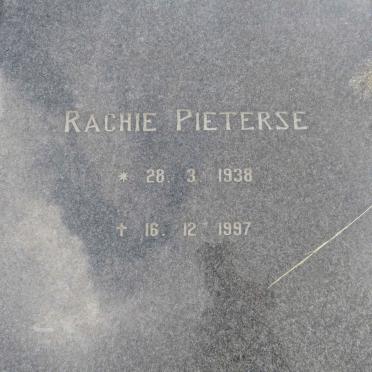 RACHIE PIETERSE
* 28. 3. 1938
† 16. 12 1997